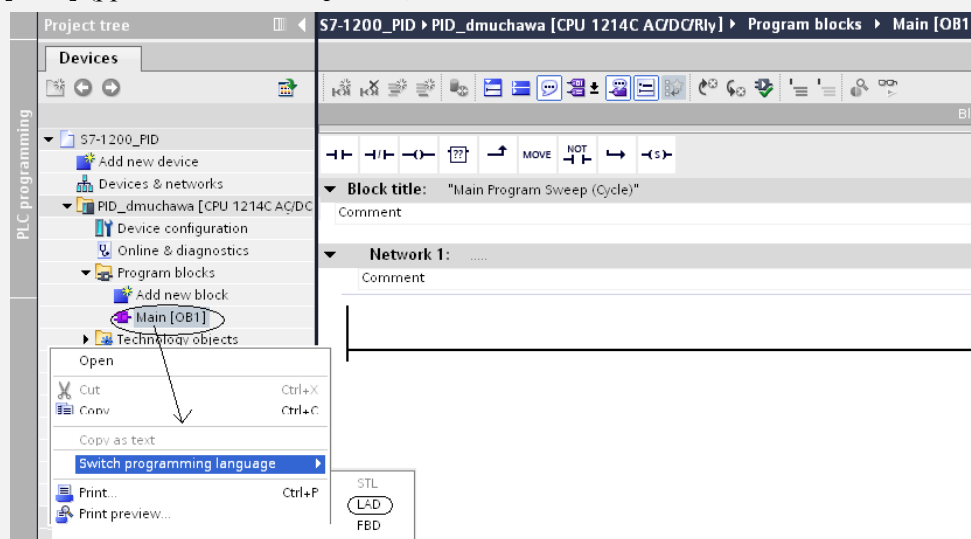 Project tree
S7-1200_PID ▸ PID_dmuchawa [CPU 1214C AC/DC/Rly] ▸ Program blocks ▸ Main [OB1
Devices
PLC programming
Bl
S7-1200_PID
Add new device
Devices & networks
PID_dmuchawa [CPU 1214C AC/DC
Device configuration
Online & diagnostics
Program blocks
Add new block
Main [OB1]
Technology objects
??
MOVE
NOT
(S)
Block title: "Main Program Sweep (Cycle)"
Comment
Network 1: .....
Comment
Open
Cut Ctrl+X
Copy Ctrl+C
Copy as text
Switch programming language
Print... Ctrl+P
Print preview...
STL
LAD
FBD